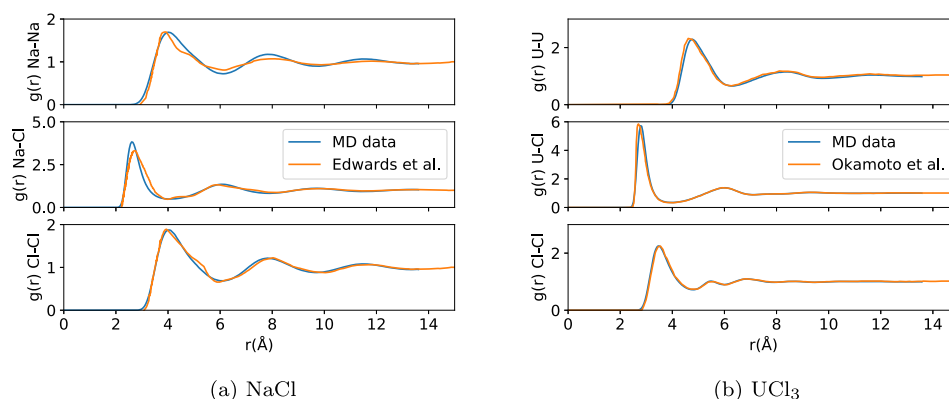 g(r) Na-Na
2
1
0
g(r) Na-Cl
5.0
2.5
0.0
MD data
Edwards et al.
g(r) Cl-Cl
2
1
0
0 2 4 6 8 10 12 14
r(Å)
(a) NaCl
g(r) U-U
2
0
g(r) U-Cl
6
4
2
0
MD data
Okamoto et al.
g(r) Cl-Cl
2
0
0 2 4 6 8 10 12 14
r(Å)
(b) UCl₃